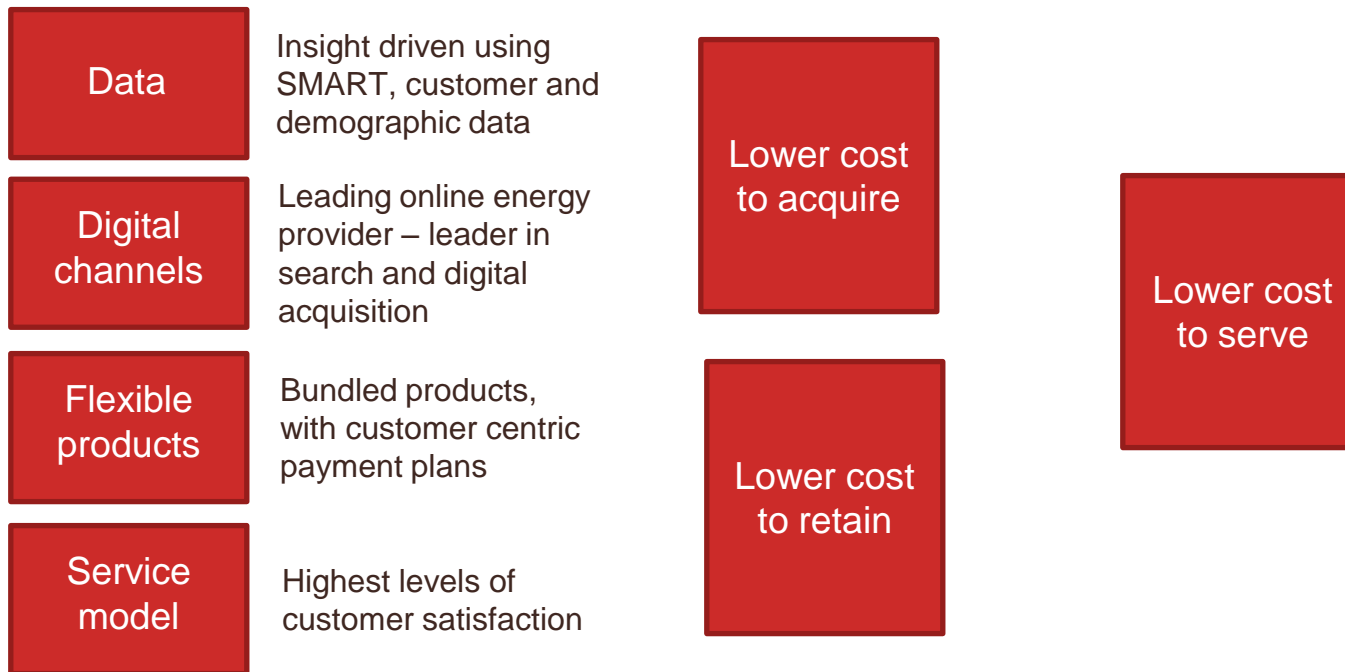 Data
Insight driven using
SMART, customer and
demographic data
Digital
channels
Leading online energy
provider – leader in
search and digital
acquisition
Flexible
products
Bundled products,
with customer centric
payment plans
Service
model
Highest levels of
customer satisfaction
Lower cost
to acquire
Lower cost
to retain
Lower cost
to serve